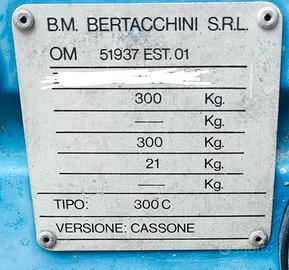 B.M. BERTACCHINI S.R.L.
OM 51937 EST. 01
300 Kg.
— Kg.
300 Kg.
21 Kg.
— Kg.
TIPO: 300 C
VERSIONE: CASSONE